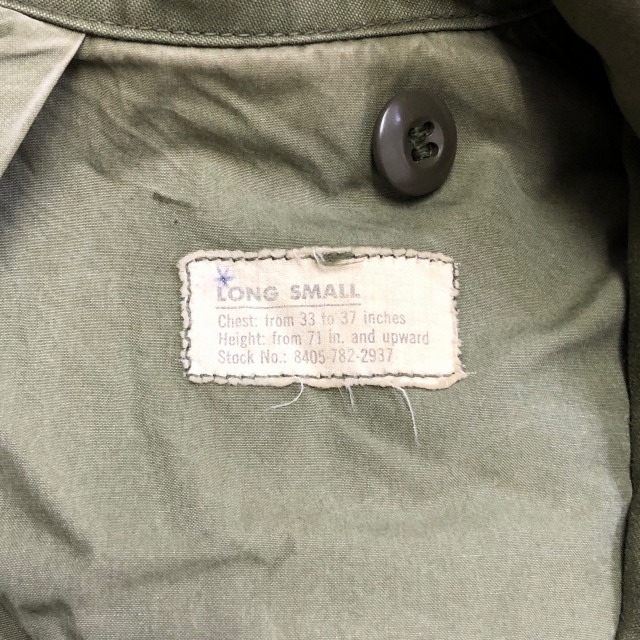 LONG SMALL
Chest: from 33 to 37 inches
Height: from 71 in. and upward
Stock No.: 8405-782-2937